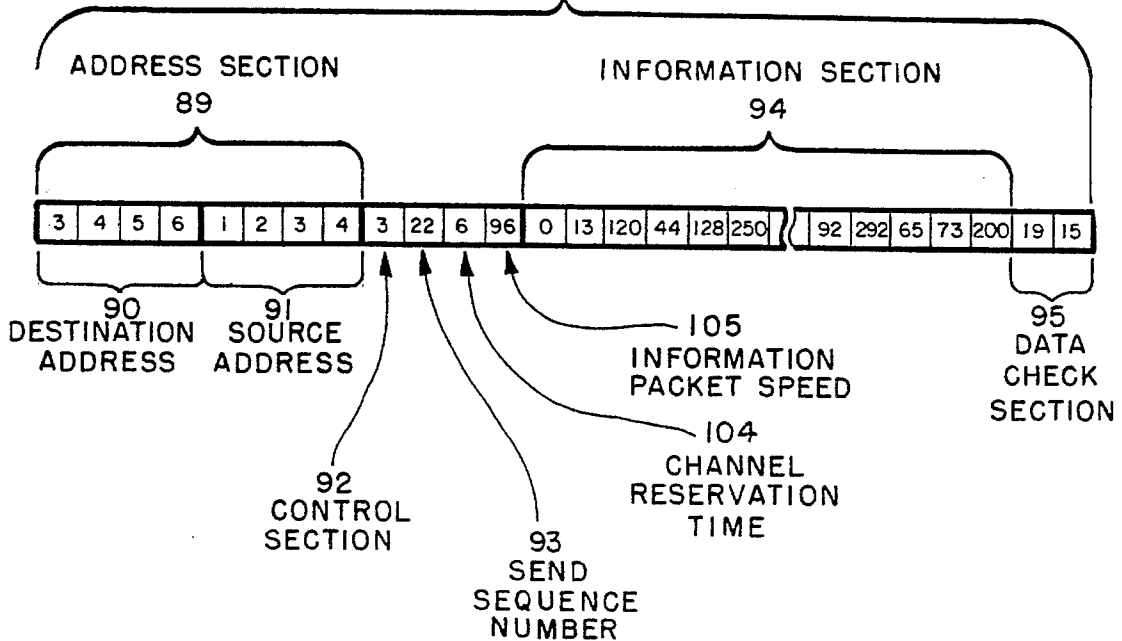 ADDRESS SECTION
89
INFORMATION SECTION
94
3 4 5 6 1 2 3 4 3 22 6 96 0 13 120 44 128 250 92 292 65 73 200 19 15
90
DESTINATION
ADDRESS
91
SOURCE
ADDRESS
105
INFORMATION
PACKET SPEED
95
DATA
CHECK
SECTION
104
CHANNEL
RESERVATION
TIME
92
CONTROL
SECTION
93
SEND
SEQUENCE
NUMBER